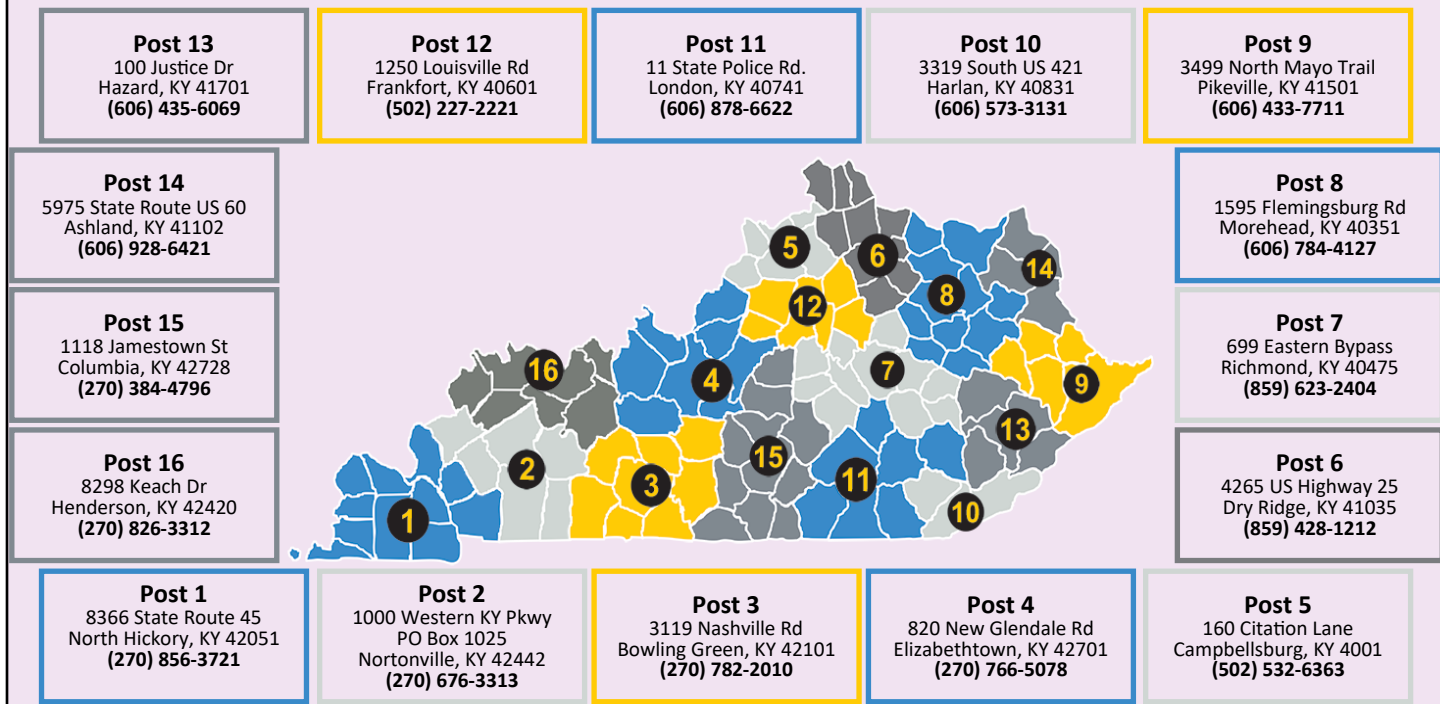 Post 13
100 Justice Dr
Hazard, KY 41701
(606) 435-6069
Post 12
1250 Louisville Rd
Frankfort, KY 40601
(502) 227-2221
Post 11
11 State Police Rd.
London, KY 40741
(606) 878-6622
Post 10
3319 South US 421
Harlan, KY 40831
(606) 573-3131
Post 9
3499 North Mayo Trail
Pikeville, KY 41501
(606) 433-7711
Post 14
5975 State Route US 60
Ashland, KY 41102
(606) 928-6421
Post 15
1118 Jamestown St
Columbia, KY 42728
(270) 384-4796
Post 16
8298 Keach Dr
Henderson, KY 42420
(270) 826-3312
5
6
14
8
12
16
4
7
9
13
2
3
15
11
10
1
Post 8
1595 Flemingsburg Rd
Morehead, KY 40351
(606) 784-4127
Post 7
699 Eastern Bypass
Richmond, KY 40475
(859) 623-2404
Post 6
4265 US Highway 25
Dry Ridge, KY 41035
(859) 428-1212
Post 1
8366 State Route 45
North Hickory, KY 42051
(270) 856-3721
Post 2
1000 Western KY Pkwy
PO Box 1025
Nortonville, KY 42442
(270) 676-3313
Post 3
3119 Nashville Rd
Bowling Green, KY 42101
(270) 782-2010
Post 4
820 New Glendale Rd
Elizabethtown, KY 42701
(270) 766-5078
Post 5
160 Citation Lane
Campbellsburg, KY 4001
(502) 532-6363